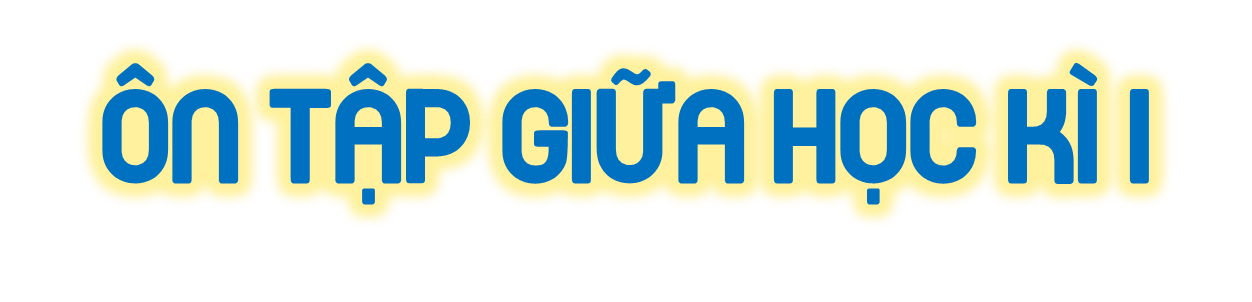 ÔN TẬP GIỮA HỌC KÌ I